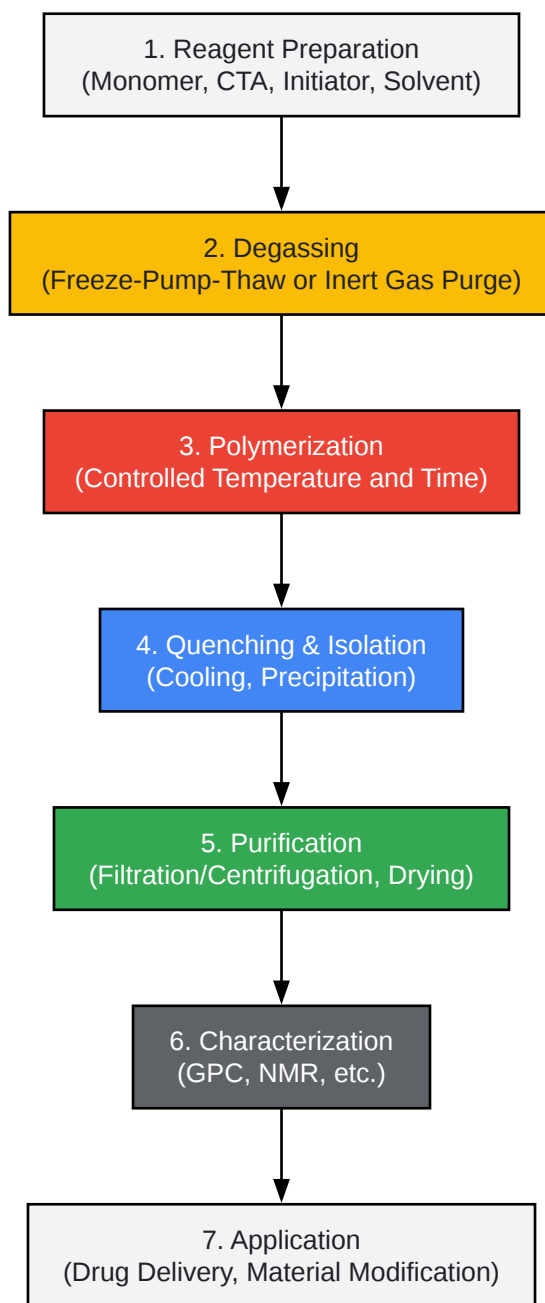 1. Reagent Preparation
(Monomer, CTA, Initiator, Solvent)
2. Degassing
(Freeze-Pump-Thaw or Inert Gas Purge)
3. Polymerization
(Controlled Temperature and Time)
4. Quenching & Isolation
(Cooling, Precipitation)
5. Purification
(Filtration/Centrifugation, Drying)
6. Characterization
(GPC, NMR, etc.)
7. Application
(Drug Delivery, Material Modification)